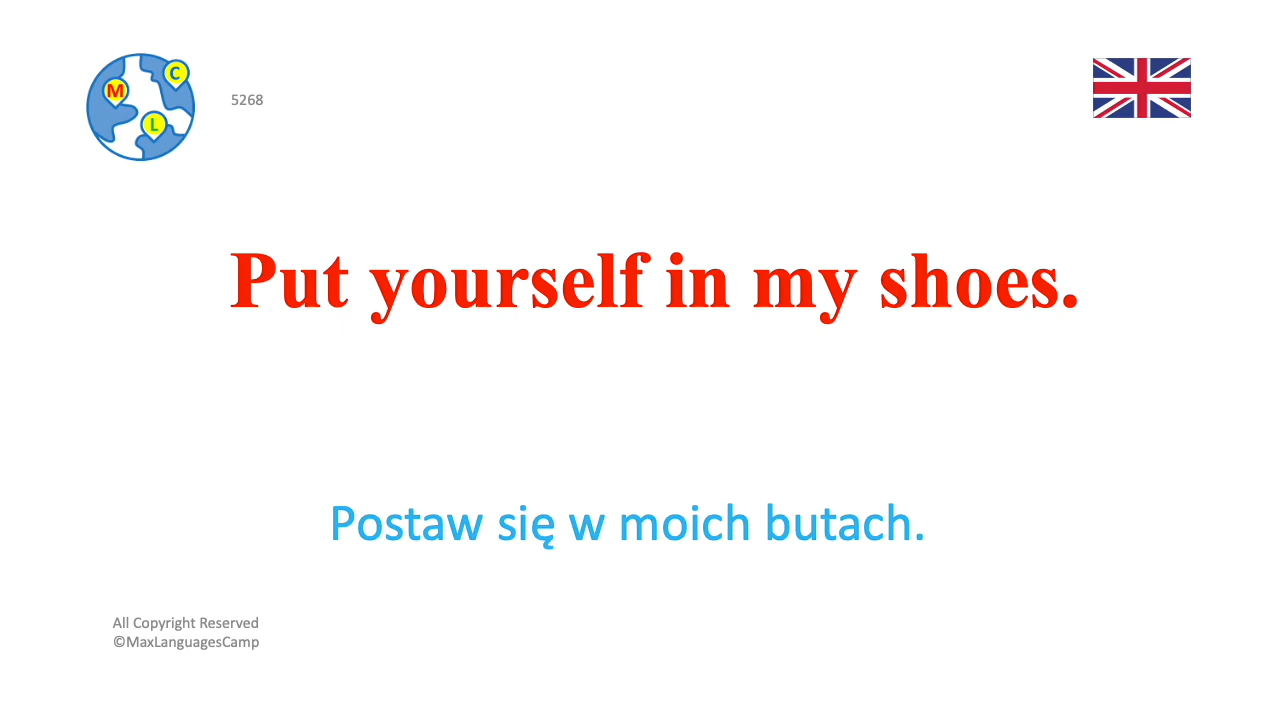 M
C
L
5268
Put yourself in my shoes.
Postaw się w moich butach.
All Copyright Reserved
©MaxLanguagesCamp